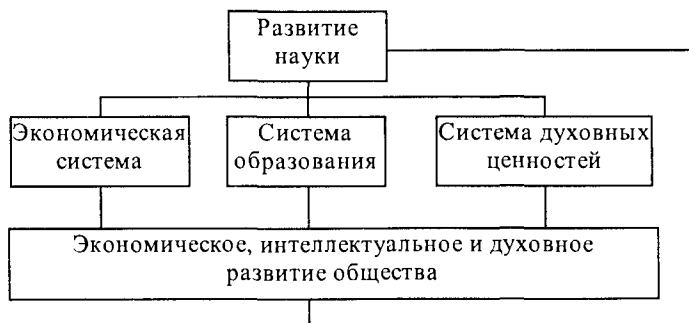 Развитие
науки
Экономическая
система
Система
образования
Система духовных
ценностей
Экономическое, интеллектуальное и духовное
развитие общества